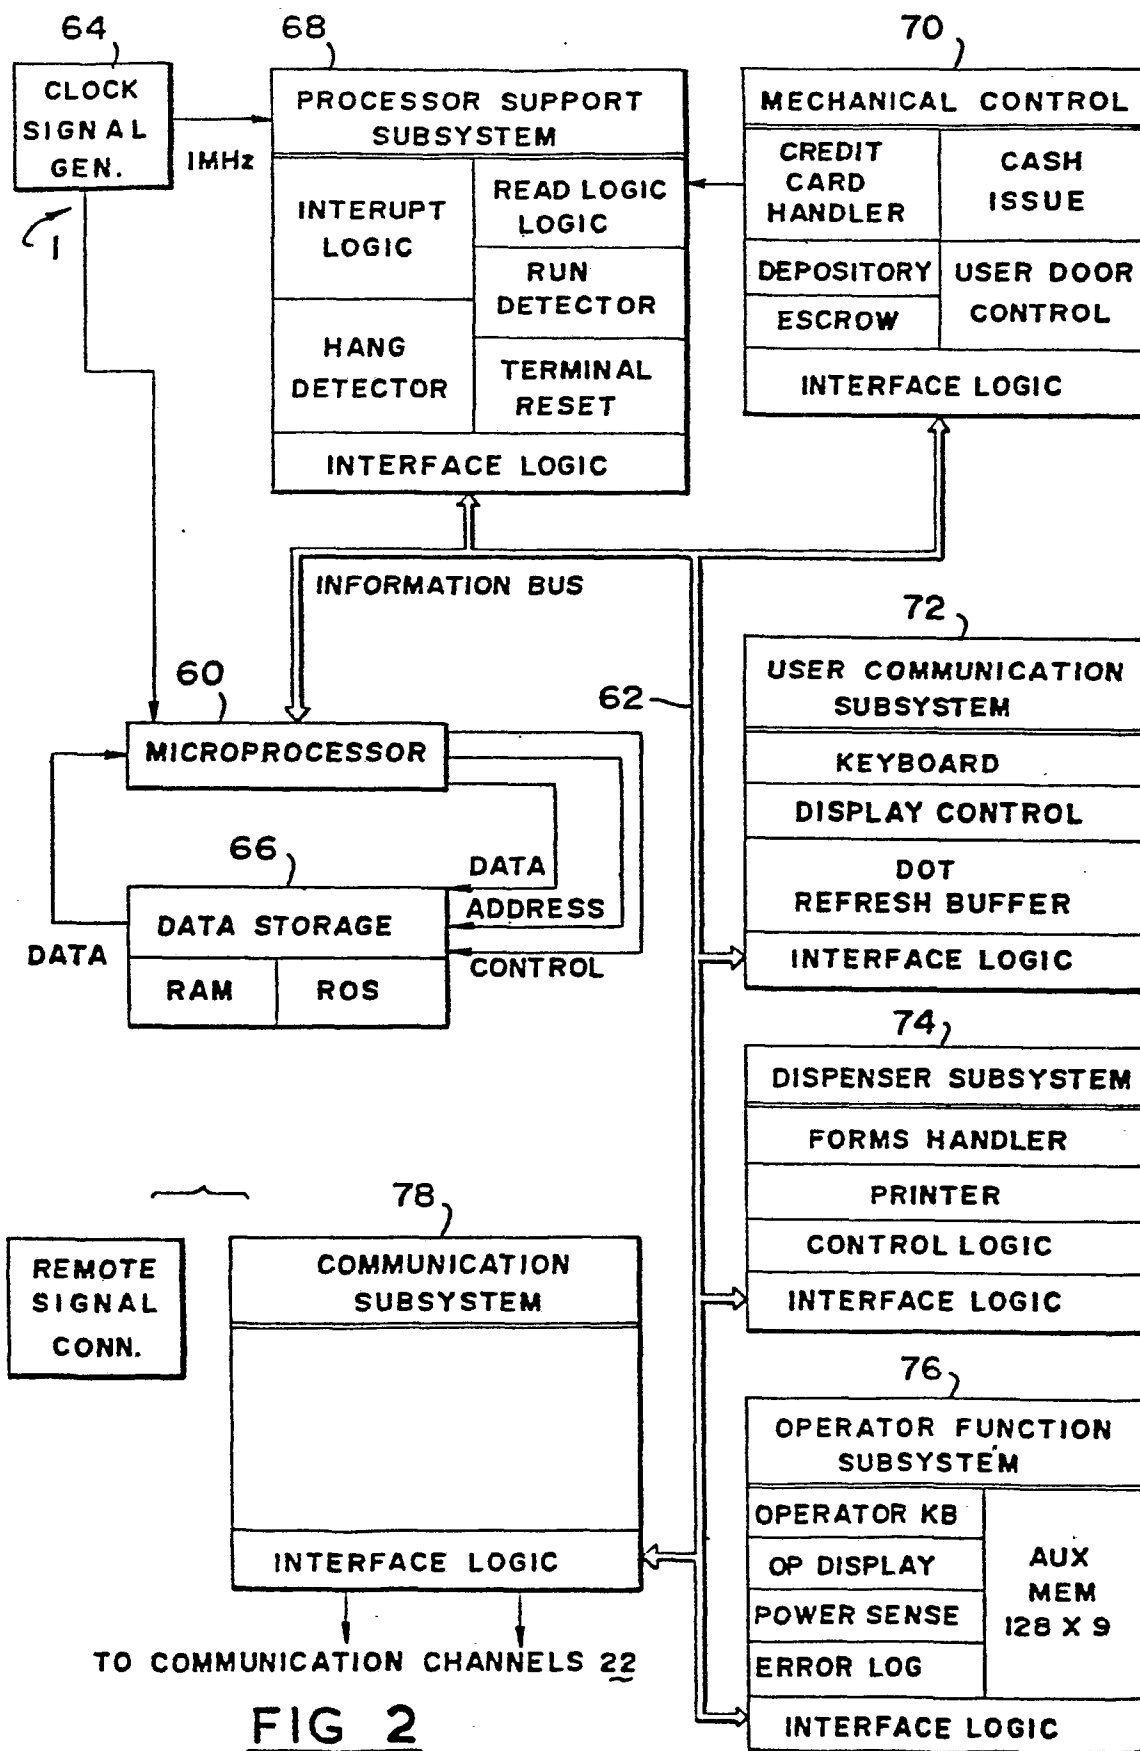 64
CLOCK
SIGNAL
GEN.
1
1MHz
68
PROCESSOR SUPPORT
SUBSYSTEM
INTERUPT
LOGIC
READ LOGIC
LOGIC
RUN
DETECTOR
HANG
DETECTOR
TERMINAL
RESET
INTERFACE LOGIC
70
MECHANICAL CONTROL
CREDIT
CARD
HANDLER
CASH
ISSUE
DEPOSITORY
ESCROW
USER DOOR
CONTROL
INTERFACE LOGIC
INFORMATION BUS
62
60
MICROPROCESSOR
66
DATA STORAGE
RAM
ROS
DATA
DATA
ADDRESS
CONTROL
72
USER COMMUNICATION
SUBSYSTEM
KEYBOARD
DISPLAY CONTROL
DOT
REFRESH BUFFER
INTERFACE LOGIC
74
DISPENSER SUBSYSTEM
FORMS HANDLER
PRINTER
CONTROL LOGIC
INTERFACE LOGIC
REMOTE
SIGNAL
CONN.
78
COMMUNICATION
SUBSYSTEM
INTERFACE LOGIC
TO COMMUNICATION CHANNELS 22
76
OPERATOR FUNCTION
SUBSYSTEM
OPERATOR KB
OP DISPLAY
POWER SENSE
ERROR LOG
AUX
MEM
128 X 9
INTERFACE LOGIC
FIG 2